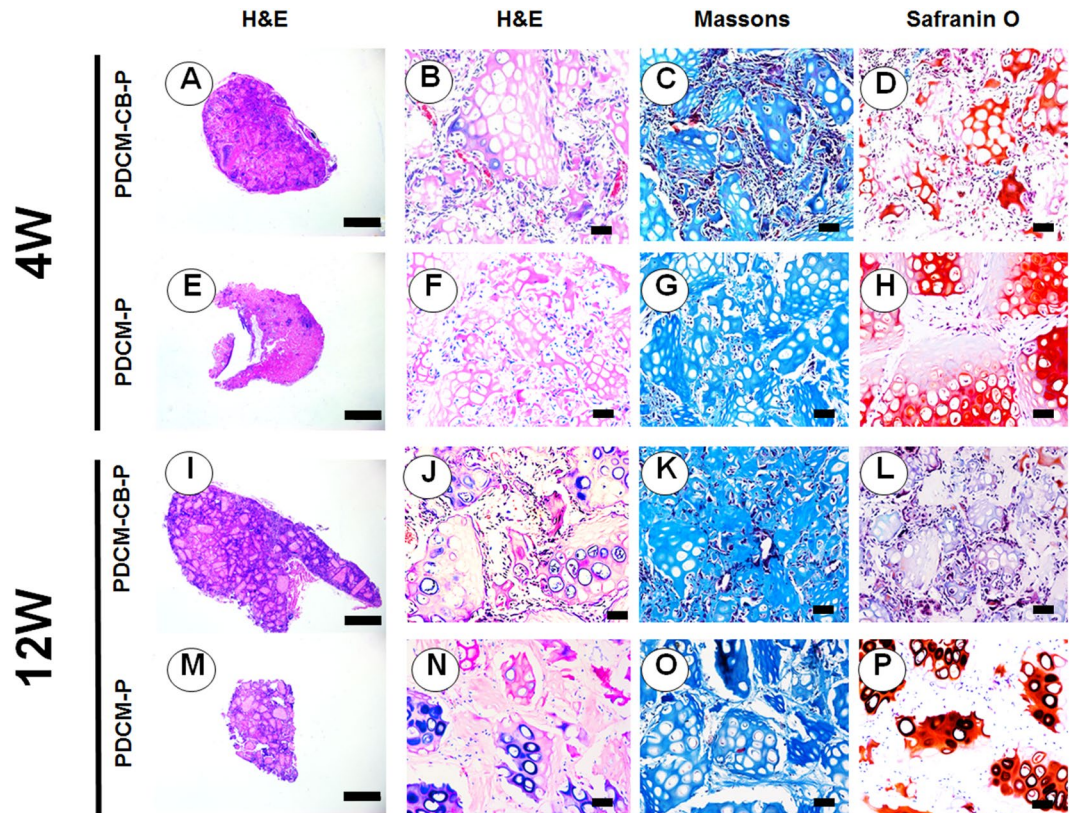 H&E H&E Massons Safranin O
4W
PDCM-CB-P
A B C D
PDCM-P
E F G H
12W
PDCM-CB-P
I J K L
PDCM-P
M N O P